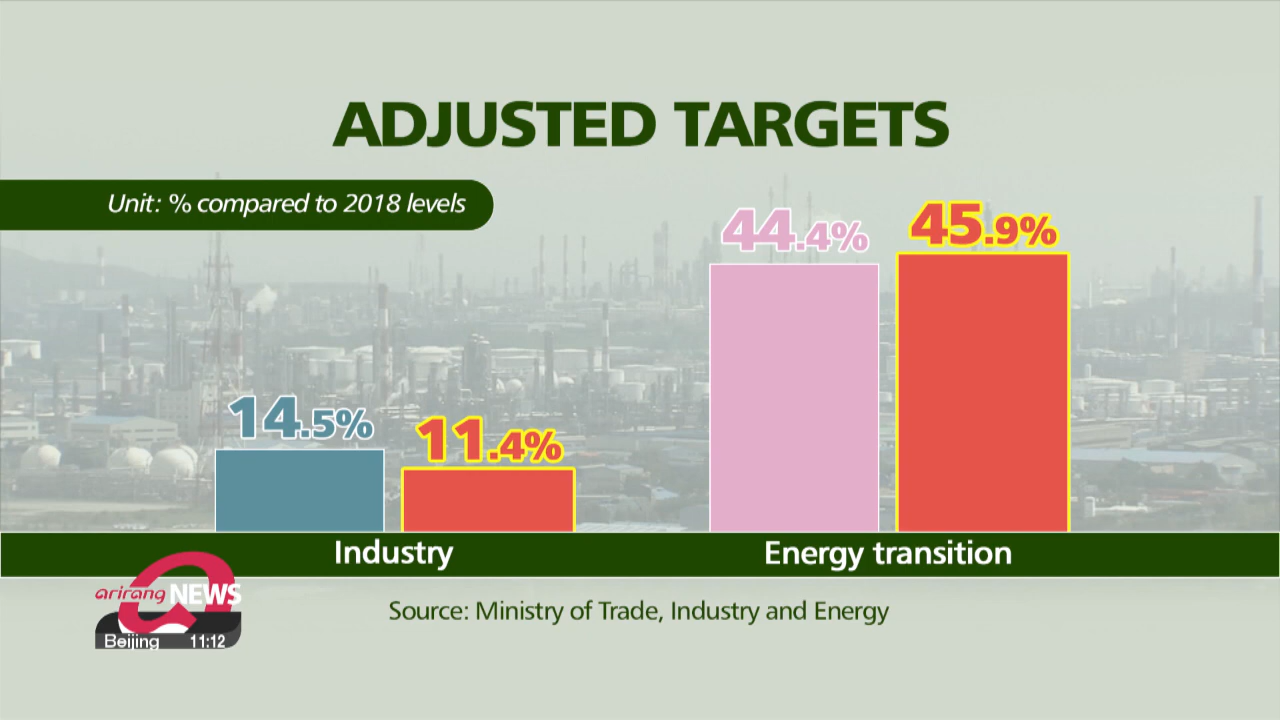 ADJUSTED TARGETS
Unit: % compared to 2018 levels
44.4%
45.9%
14.5%
11.4%
Industry
Energy transition
arirang NEWS
Beijing 11:12
Source: Ministry of Trade, Industry and Energy